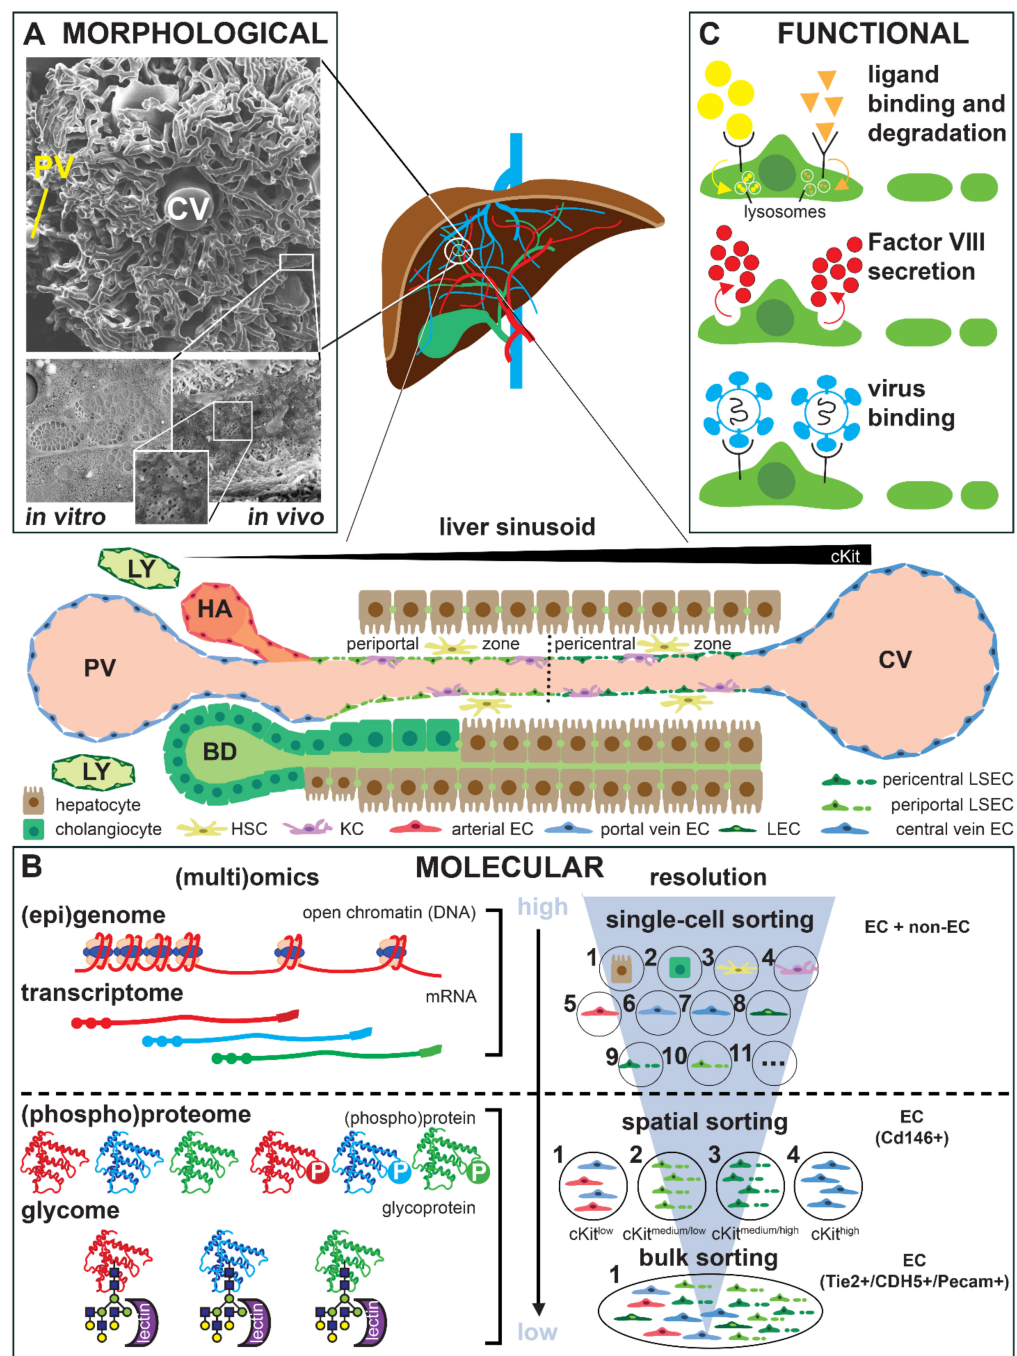 A MORPHOLOGICAL
PV
CV
in vitro
in vivo
C FUNCTIONAL
ligand
binding and
degradation
lysosomes
Factor VIII
secretion
virus
binding
liver sinusoid
cKit
LY
HA
periportal
zone
pericentral
zone
PV
CV
BD
LY
pericentral LSEC
hepatocyte
periportal LSEC
cholangiocyte
HSC
KC
arterial EC
portal vein EC
LEC
central vein EC
B MOLECULAR
(multi)omics
resolution
(epi)genome
open chromatin (DNA)
high
single-cell sorting
EC + non-EC
1 2 3 4
transcriptome
mRNA
5 6 7 8
9 10 11 ...
(phospho)proteome
(phospho)protein
spatial sorting
EC
(Cd146+)
P P P
1 2 3 4
glycome
glycoprotein
cKitlow cKitmedium/low cKitmedium/high cKithigh
bulk sorting
EC
(Tie2+/CDH5+/Pecam+)
1
lectin lectin lectin
low